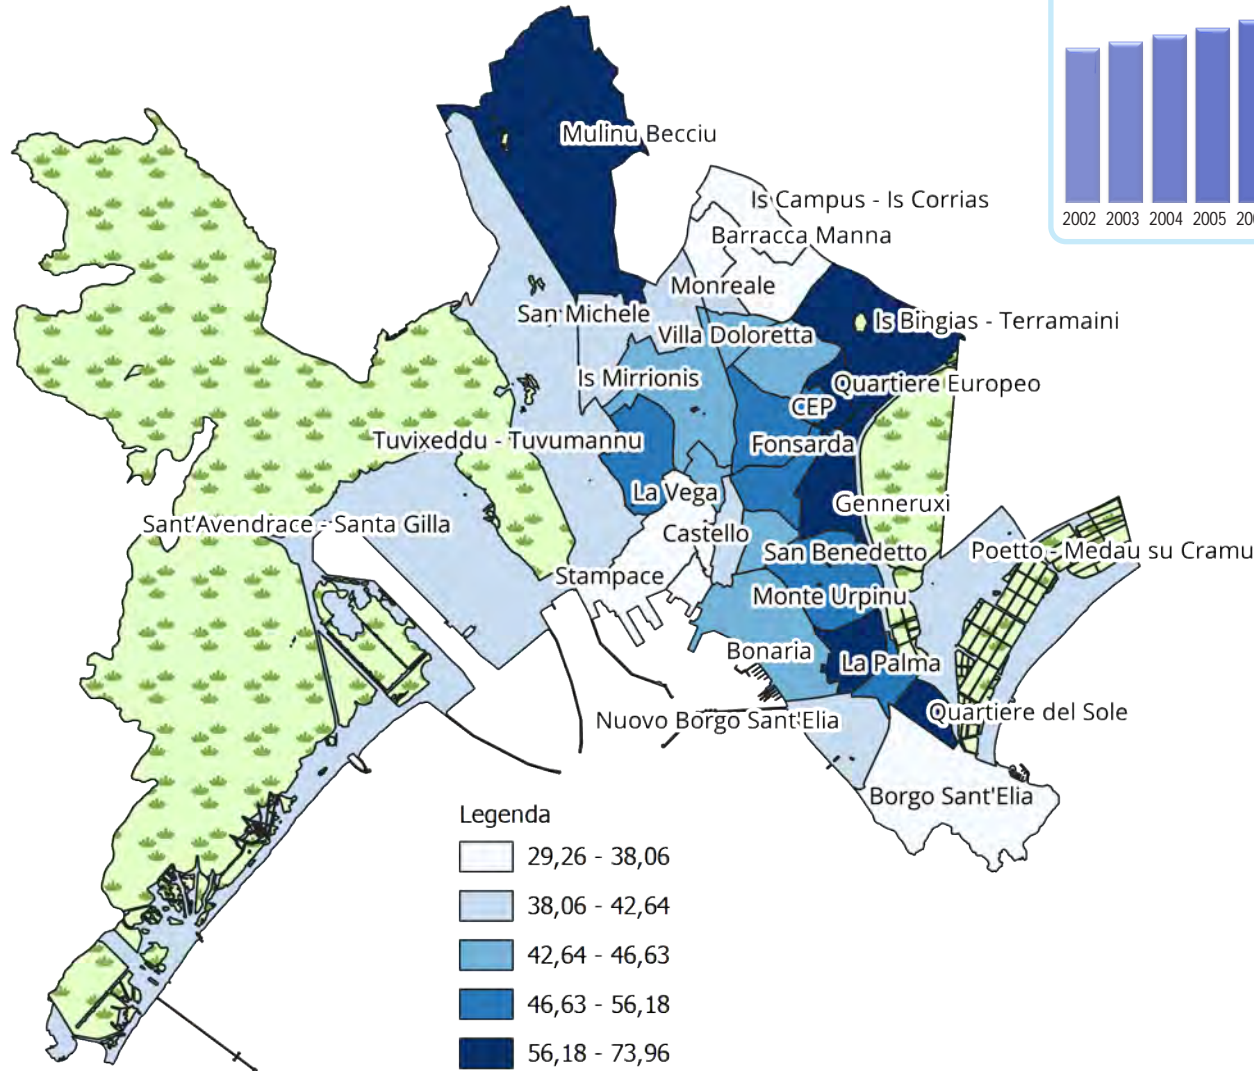 2002 2003 2004 2005
Mulinu Becciu
Is Campus - Is Corrias
Barracca Manna
Monreale
San Michele
Is Bingias - Terramaini
Villa Doloretta
Is Mirrionis
Quartiere Europeo
CEP
Tuvixeddu - Tuvumannu
Fonsarda
La Vega
Genneruxi
Sant'Avendrace - Santa Gilla
Castello
San Benedetto
Poetto - Medau su Cramu
Stampace
Monte Urpinu
Bonaria
La Palma
Nuovo Borgo Sant'Elia
Quartiere del Sole
Borgo Sant'Elia
Legenda
29,26 - 38,06
38,06 - 42,64
42,64 - 46,63
46,63 - 56,18
56,18 - 73,96